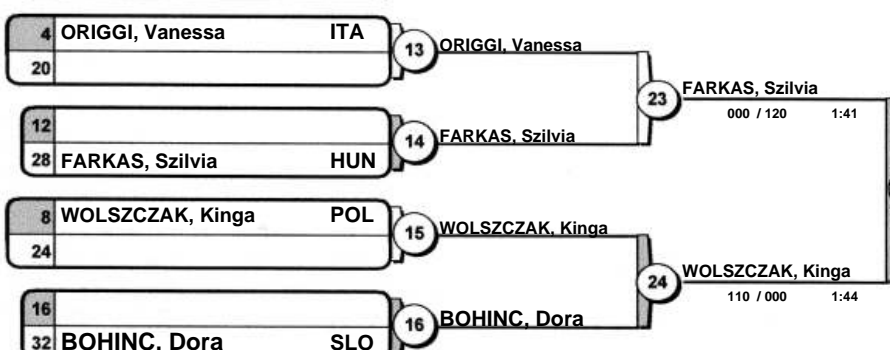 4 ORIGGI, Vanessa ITA
20
13 ORIGGI, Vanessa
12
28 FARKAS, Szilvia HUN
14 FARKAS, Szilvia
23 FARKAS, Szilvia
000 / 120 1:41
8 WOLSZCZAK, Kinga POL
24
15 WOLSZCZAK, Kinga
16
32 BOHINC, Dora SLO
16 BOHINC, Dora
24 WOLSZCZAK, Kinga
110 / 000 1:44